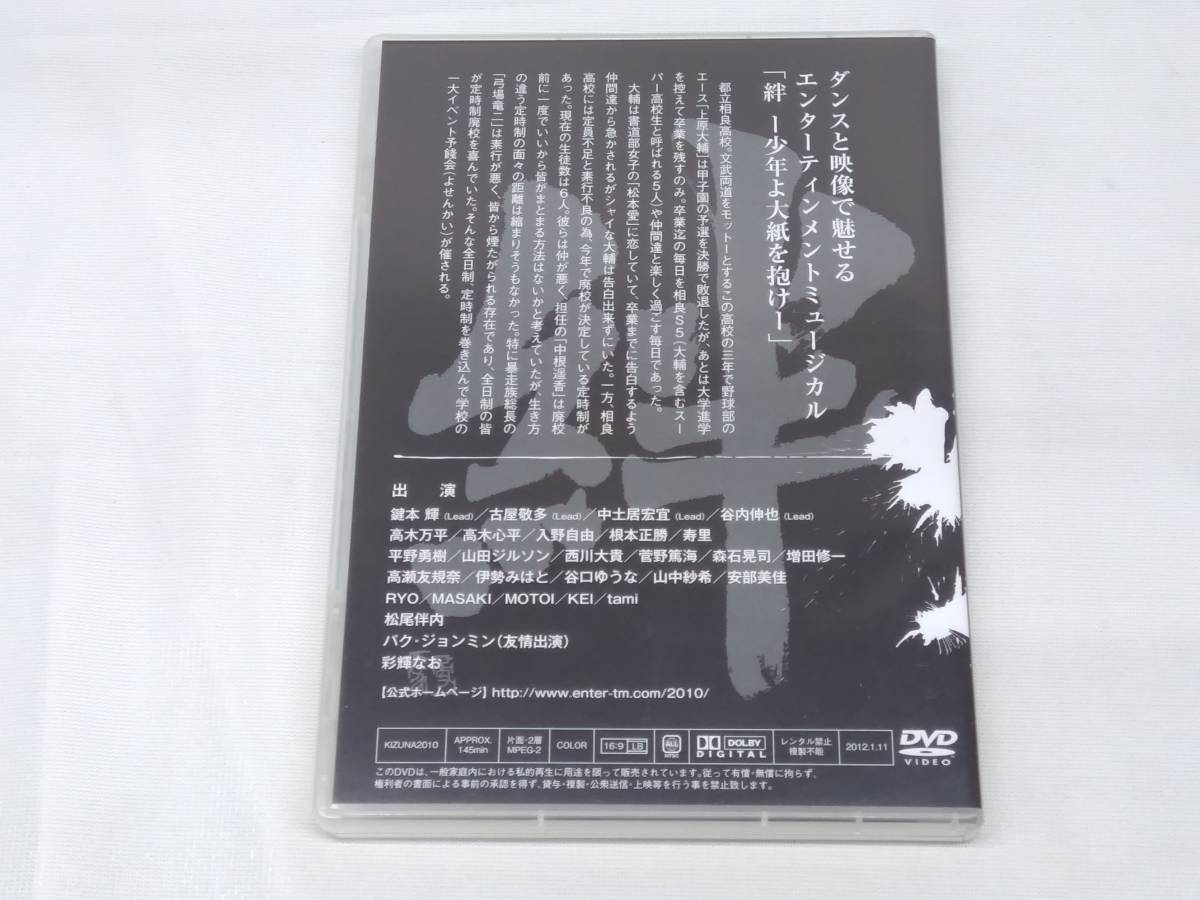 ダンスと映像で魅せる
エンターティンメントミュージカル
「絆 ー少年よ大紙を抱けー」
都立相良高校。文武両道をモットーとするこの高校の三年で野球部の
エース「上原大輔」は甲子園の予選を決勝で敗退したが、あとは大学進学
を控えて卒業を残すのみ。卒業迄の毎日を相良S5(大輔を含むスー
パー高校生と呼ばれる5人)や仲間達と楽しく過ごす毎日であった。
大輔は書道部女子の「松本愛」に恋していて、卒業までに告白するよう
仲間達から急かされるがシャイな大輔は告白出来ずにいた。一方、相良
高校には定員不足と素行不良の為、今年で廃校が決定している定時制が
あった。現在の生徒数は6人。彼らは仲が悪く、担任の「中根遥香」は廃校
前に一度でいいから皆がまとまる方法はないかと考えていたが、生き方
の違う定時制の面々の距離は縮まりそうもなかった。特に暴走族総長の
「弓場竜二」は素行が悪く、皆から煙たがられる存在であり、全日制の皆
が定時制廃校を喜んでいた。そんな全日制、定時制を巻き込んで学校の
一大イベント予餞会(よせんかい)が催される。
出 演
鍵本 輝(Lead)/古屋敬多(Lead)/中土居宏宜(Lead)/谷内伸也(Lead)
高木万平/高木心平/入野自由/根本正勝/寿里
平野勇樹/山田ジルソン/西川大貴/菅野篤海/森石晃司/増田修一
高瀬友規奈/伊勢みはと/谷口ゆうな/山中紗希/安部美佳
RYO/MASAKI/MOTOI/KEI/tami
松尾伴内
パク・ジョンミン(友情出演)
彩輝なお
【公式ホームページ】http://www.enter-tm.com/2010/
KIZUNA2010 APPROX. 145min 片面・2層 MPEG-2 COLOR 16:9 LB ALL NTSC DOLBY DIGITAL レンタル禁止 複製不能 2012.1.11 DVD VIDEO
このDVDは、一般家庭内における私的再生に用途を限って販売されています。従って有償・無償に拘らず、
権利者の書面による事前の承認を得ず、貸与・複製・公衆送信・上映等を行う事を禁止致します。